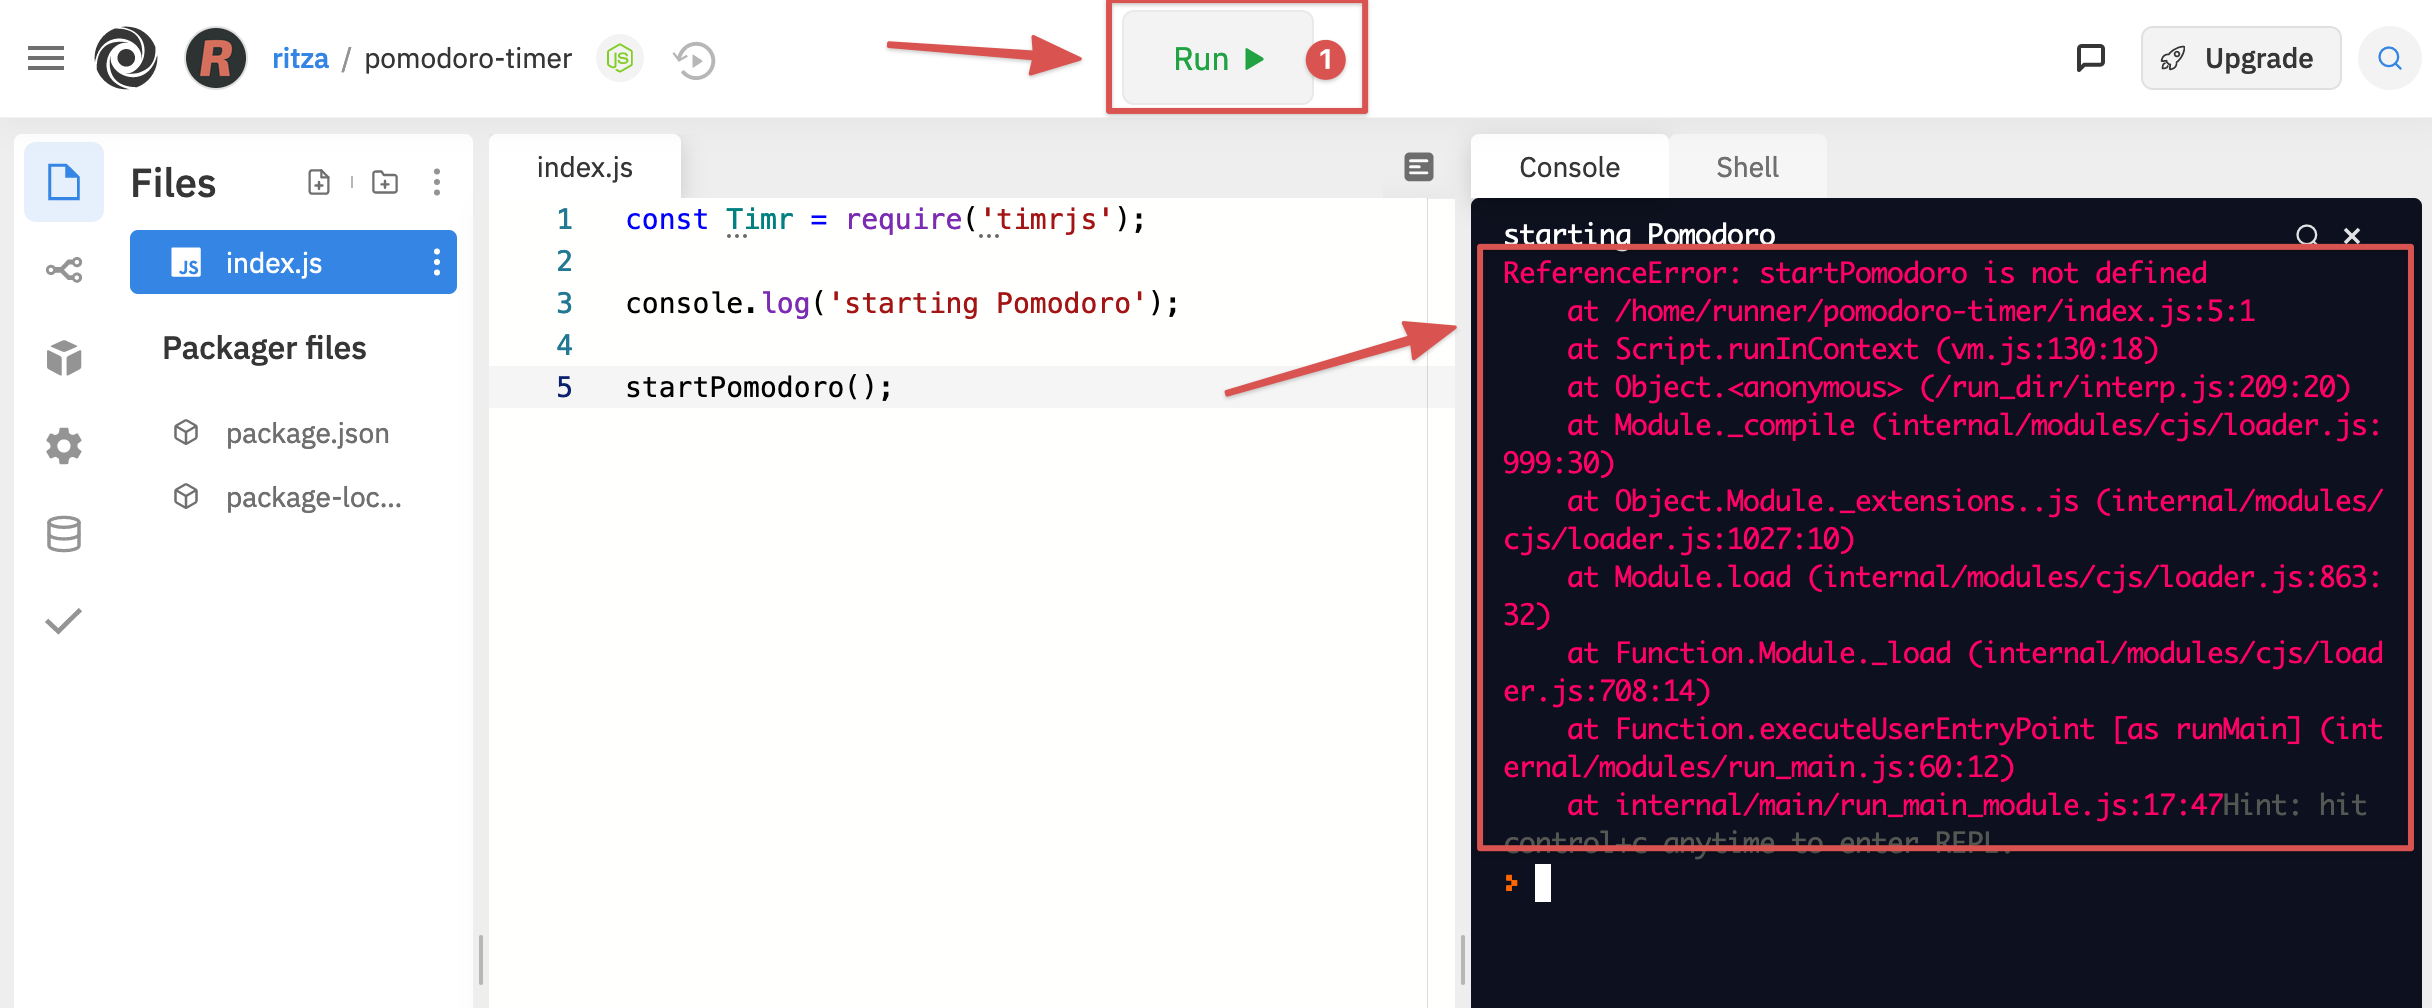 R ritza / pomodoro-timer JS Run 1 Upgrade
Files
JS index.js
Packager files
package.json
package-loc...
index.js
1 const Timr = require('timrjs');
2
3 console.log('starting Pomodoro');
4
5 startPomodoro();
Console Shell
starting Pomodoro
ReferenceError: startPomodoro is not defined
    at /home/runner/pomodoro-timer/index.js:5:1
    at Script.runInContext (vm.js:130:18)
    at Object.<anonymous> (/run_dir/interp.js:209:20)
    at Module._compile (internal/modules/cjs/loader.js:
999:30)
    at Object.Module._extensions..js (internal/modules/
cjs/loader.js:1027:10)
    at Module.load (internal/modules/cjs/loader.js:863:
32)
    at Function.Module._load (internal/modules/cjs/load
er.js:708:14)
    at Function.executeUserEntryPoint [as runMain] (int
ernal/modules/run_main.js:60:12)
    at internal/main/run_main_module.js:17:47Hint: hit
control+c anytime to enter REPL.